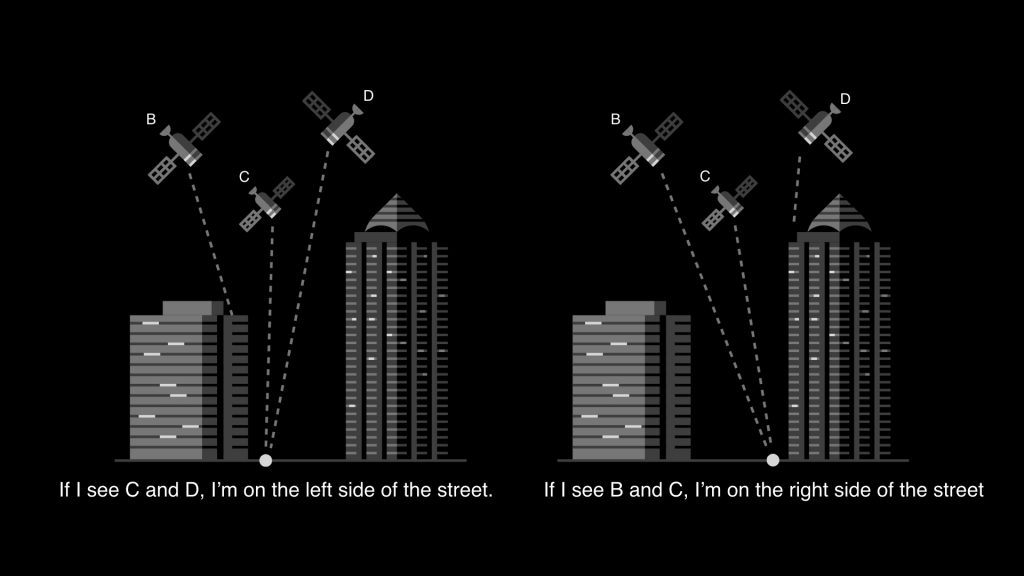 B
C
D
If I see C and D, I’m on the left side of the street.
B
C
D
If I see B and C, I’m on the right side of the street